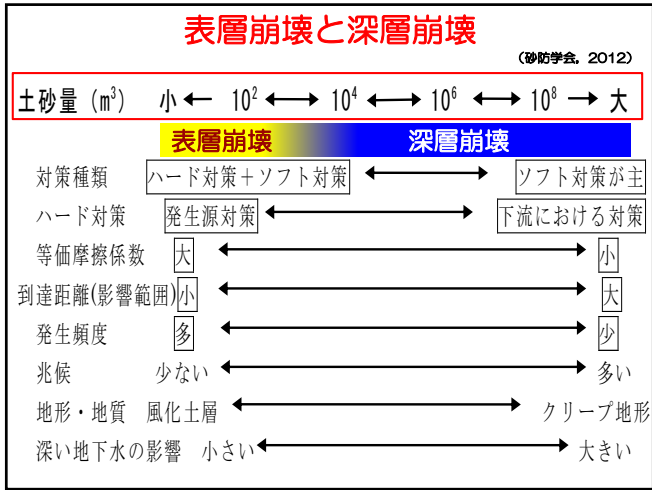 表層崩壊と深層崩壊
(砂防学会, 2012)
土砂量（m³） 小 ← 10² ↔ 10⁴ ↔ 10⁶ ↔ 10⁸ → 大
表層崩壊 深層崩壊
対策種類 ハード対策＋ソフト対策 ↔ ソフト対策が主
ハード対策 発生源対策 ↔ 下流における対策
等価摩擦係数 大 ↔ 小
到達距離(影響範囲) 小 ↔ 大
発生頻度 多 ↔ 少
兆候 少ない ↔ 多い
地形・地質 風化土層 ↔ クリープ地形
深い地下水の影響 小さい ↔ 大きい